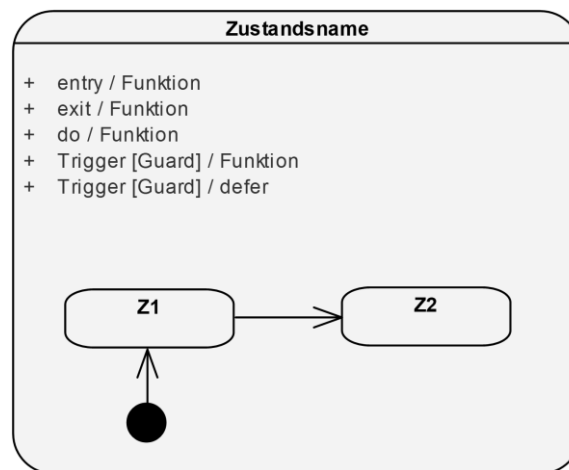 Zustandsname
+ entry / Funktion
+ exit / Funktion
+ do / Funktion
+ Trigger [Guard] / Funktion
+ Trigger [Guard] / defer
Z1 Z2